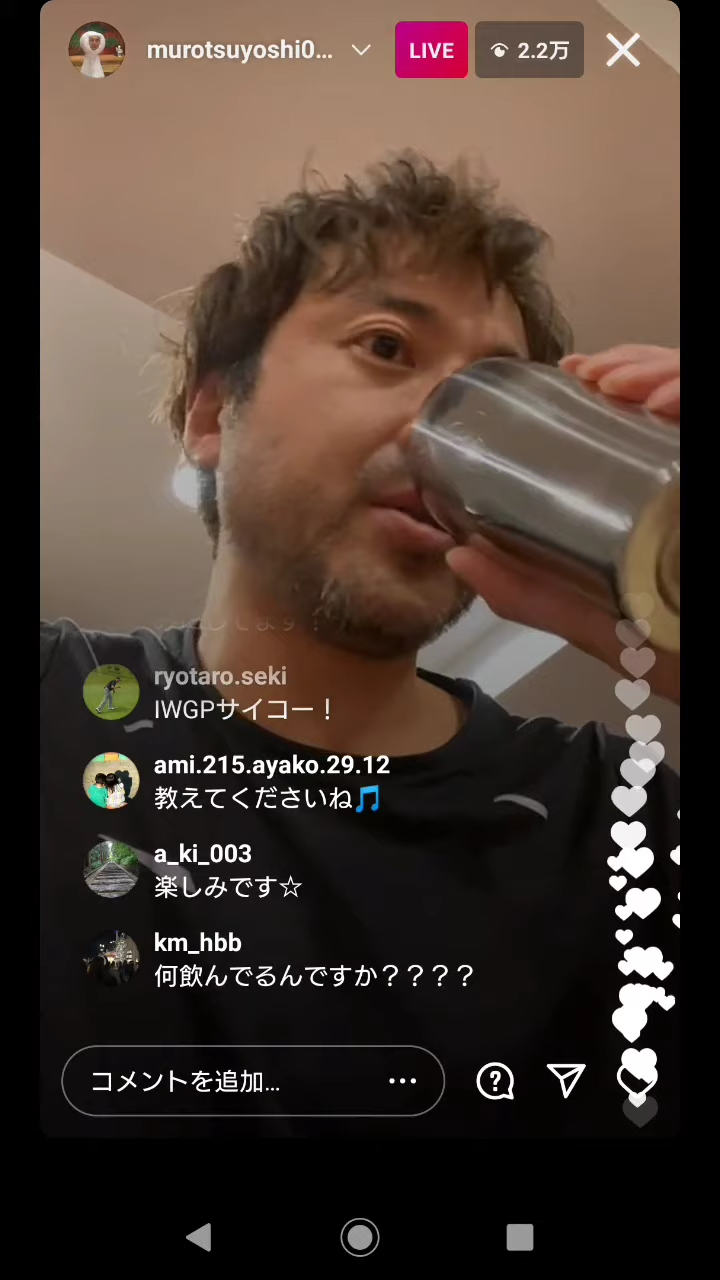 murotsuyoshi0...
LIVE
2.2万
ryotaro.seki
IWGPサイコー！
ami.215.ayako.29.12
教えてくださいね🎵
a_ki_003
楽しみです☆
km_hbb
何飲んでるんですか？？？？
コメントを追加...